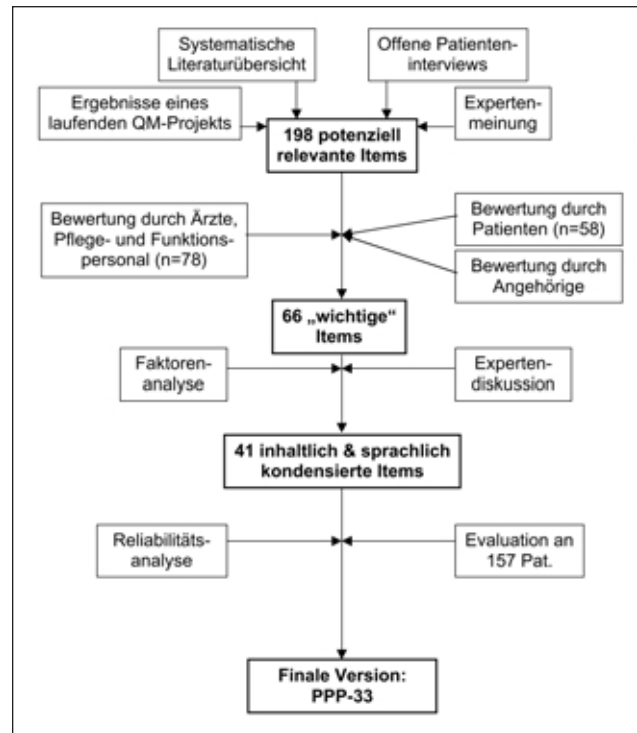 Systematische
Literaturübersicht
Offene Patienten-
interviews
Ergebnisse eines
laufenden QM-Projekts
Experten-
meinung
198 potenziell
relevante Items
Bewertung durch Ärzte,
Pflege- und Funktions-
personal (n=78)
Bewertung durch
Patienten (n=58)
Bewertung durch
Angehörige
66 „wichtige“
Items
Faktoren-
analyse
Experten-
diskussion
41 inhaltlich & sprachlich
kondensierte Items
Reliabilitäts-
analyse
Evaluation an
157 Pat.
Finale Version:
PPP-33